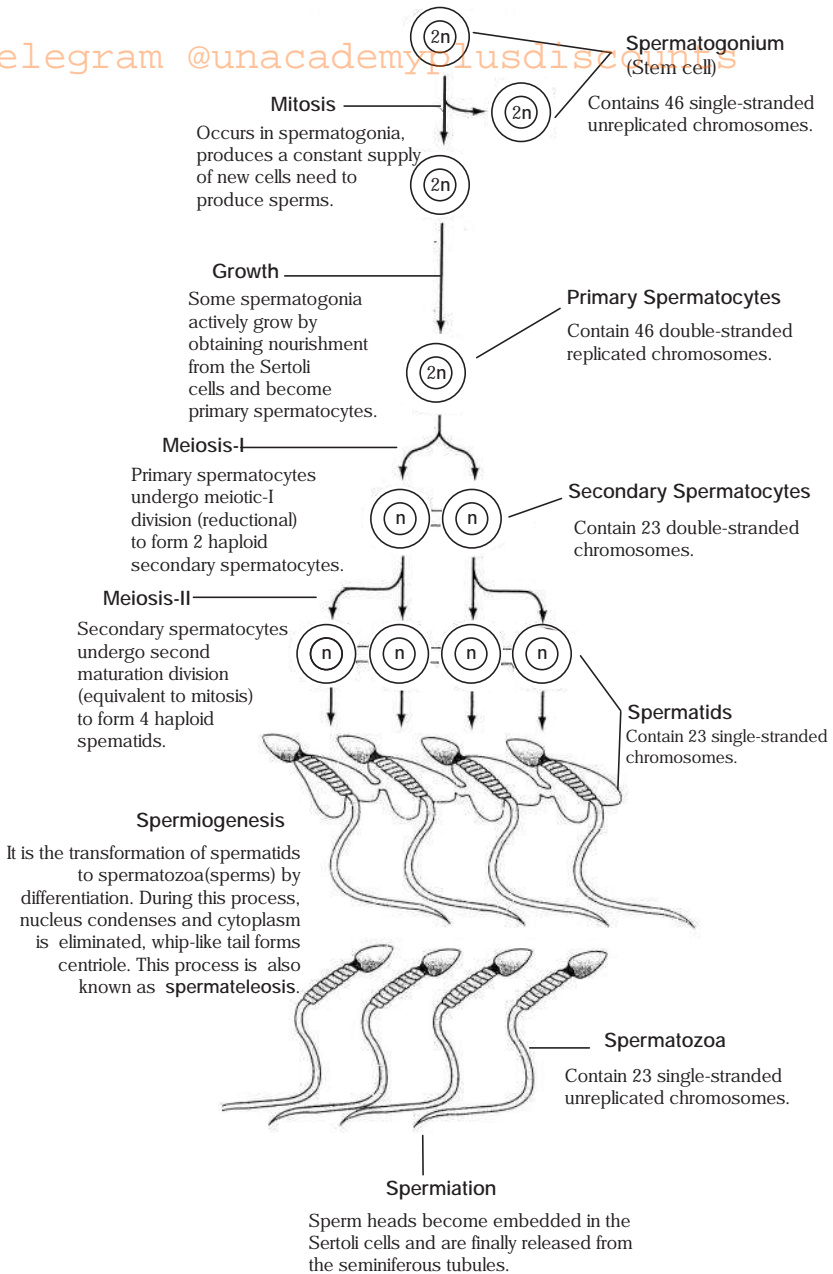 2n
elegram @unacademyplusdiscounts
Spermatogonium
(Stem cell)
Contains 46 single-stranded
unreplicated chromosomes.
Mitosis
2n
Occurs in spermatogonia,
produces a constant supply
of new cells need to
produce sperms.
2n
Growth
Some spermatogonia
actively grow by
obtaining nourishment
from the Sertoli
cells and become
primary spermatocytes.
Primary Spermatocytes
Contain 46 double-stranded
replicated chromosomes.
2n
Meiosis-I
Primary spermatocytes
undergo meiotic-I
division (reductional)
to form 2 haploid
secondary spermatocytes.
n n
Secondary Spermatocytes
Contain 23 double-stranded
chromosomes.
Meiosis-II
Secondary spermatocytes
undergo second
maturation division
(equivalent to mitosis)
to form 4 haploid
spematids.
n n n n
Spermatids
Contain 23 single-stranded
chromosomes.
Spermiogenesis
It is the transformation of spermatids
to spermatozoa(sperms) by
differentiation. During this process,
nucleus condenses and cytoplasm
is eliminated, whip-like tail forms
centriole. This process is also
known as spermateleosis.
Spermatozoa
Contain 23 single-stranded
unreplicated chromosomes.
Spermiation
Sperm heads become embedded in the
Sertoli cells and are finally released from
the seminiferous tubules.